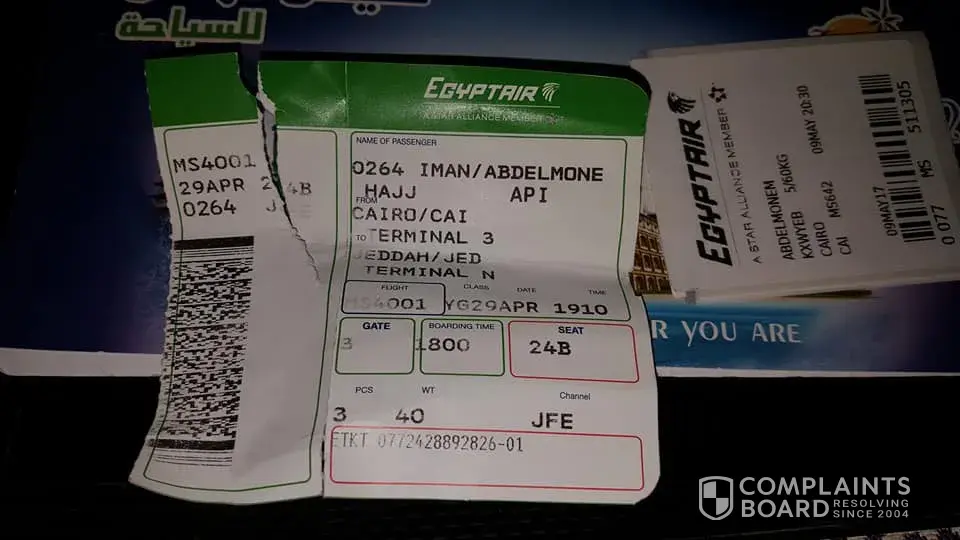 للسياحة
EGYPTAIR
A STAR ALLIANCE MEMBER
MS4001
29APR 24B
0264
NAME OF PASSENGER
0264 IMAN/ABDELMONE
HAJJ API
FROM
CAIRO/CAI
TO TERMINAL 3
JEDDAH/JED
TERMINAL N
FLIGHT CLASS DATE TIME
MS4001 YG29APR 1910
GATE BOARDING TIME SEAT
3 1800 24B
PCS WT Channel
3 40 JFE
ETKT 0772428892826-01
EGYPTAIR
A STAR ALLIANCE MEMBER
ABDELMONEM
KXWYEB 5/60KG
CAIRO 09MAY 20:30
CAI MS642
09MAY17
0 077 MS 511305
R YOU ARE
COMPLAINTS
BOARD RESOLVING
SINCE 2004